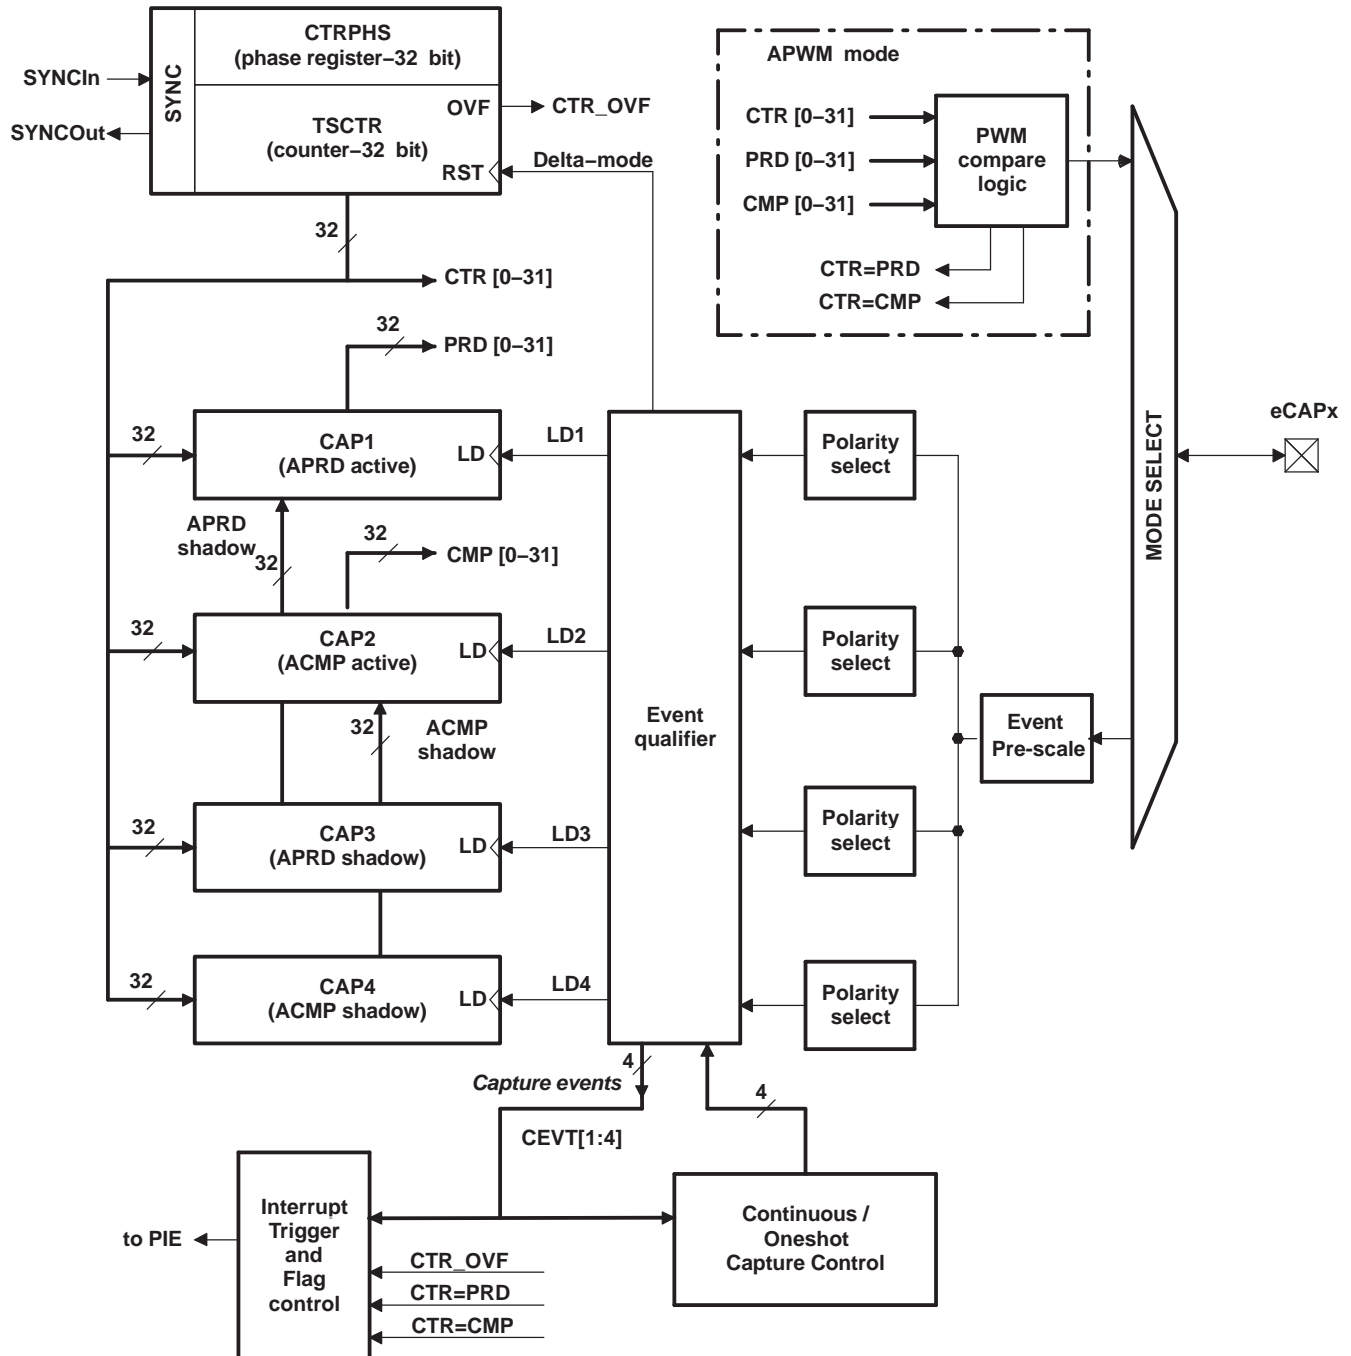 CTRPHS
(phase register−32 bit)
SYNC
SYNCIn
SYNCOut
TSCTR
(counter−32 bit)
OVF
RST
CTR_OVF
Delta−mode
32
CTR [0−31]
32
PRD [0−31]
APWM mode
CTR [0−31]
PRD [0−31]
CMP [0−31]
PWM
compare
logic
CTR=PRD
CTR=CMP
MODE SELECT
eCAPx
32
CAP1
(APRD active)
LD
LD1
Polarity
select
APRD
shadow
32
32
CMP [0−31]
32
CAP2
(ACMP active)
LD
LD2
Polarity
select
32
ACMP
shadow
Event
qualifier
Event
Pre-scale
32
CAP3
(APRD shadow)
LD
LD3
Polarity
select
32
CAP4
(ACMP shadow)
LD
LD4
Polarity
select
4
Capture events
4
CEVT[1:4]
to PIE
Interrupt
Trigger
and
Flag
control
CTR_OVF
CTR=PRD
CTR=CMP
Continuous /
Oneshot
Capture Control